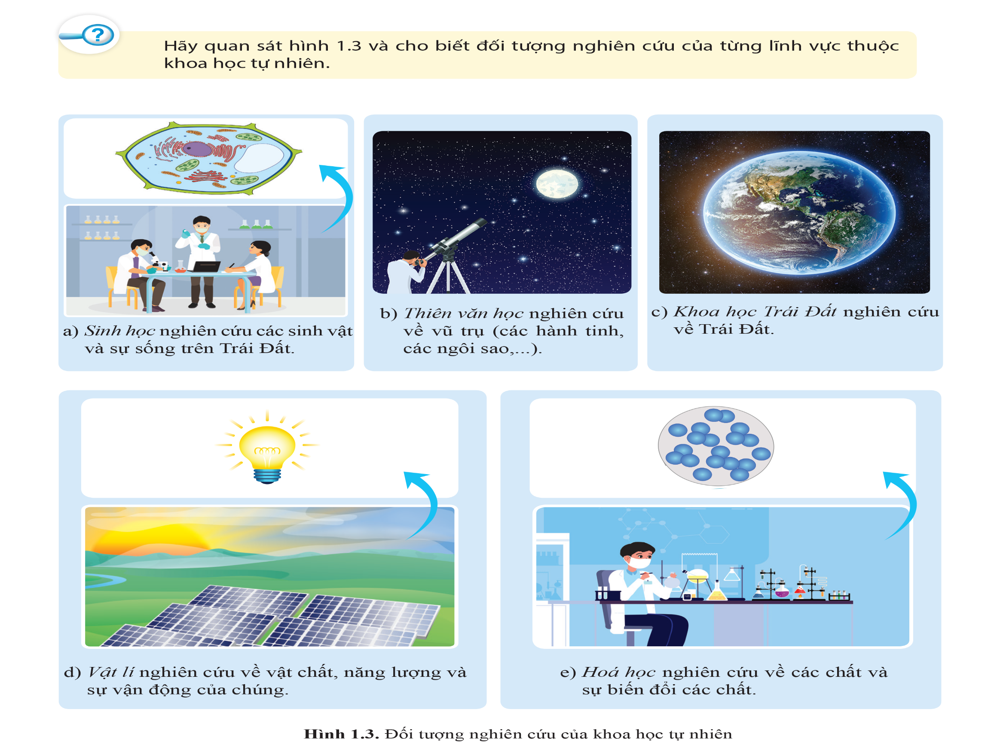 ?
Hãy quan sát hình 1.3 và cho biết đối tượng nghiên cứu của từng lĩnh vực thuộc
khoa học tự nhiên.
a) Sinh học nghiên cứu các sinh vật
và sự sống trên Trái Đất.
b) Thiên văn học nghiên cứu
về vũ trụ (các hành tinh,
các ngôi sao,...).
c) Khoa học Trái Đất nghiên cứu
về Trái Đất.
d) Vật lí nghiên cứu về vật chất, năng lượng và
sự vận động của chúng.
e) Hoá học nghiên cứu về các chất và
sự biến đổi các chất.
Hình 1.3. Đối tượng nghiên cứu của khoa học tự nhiên